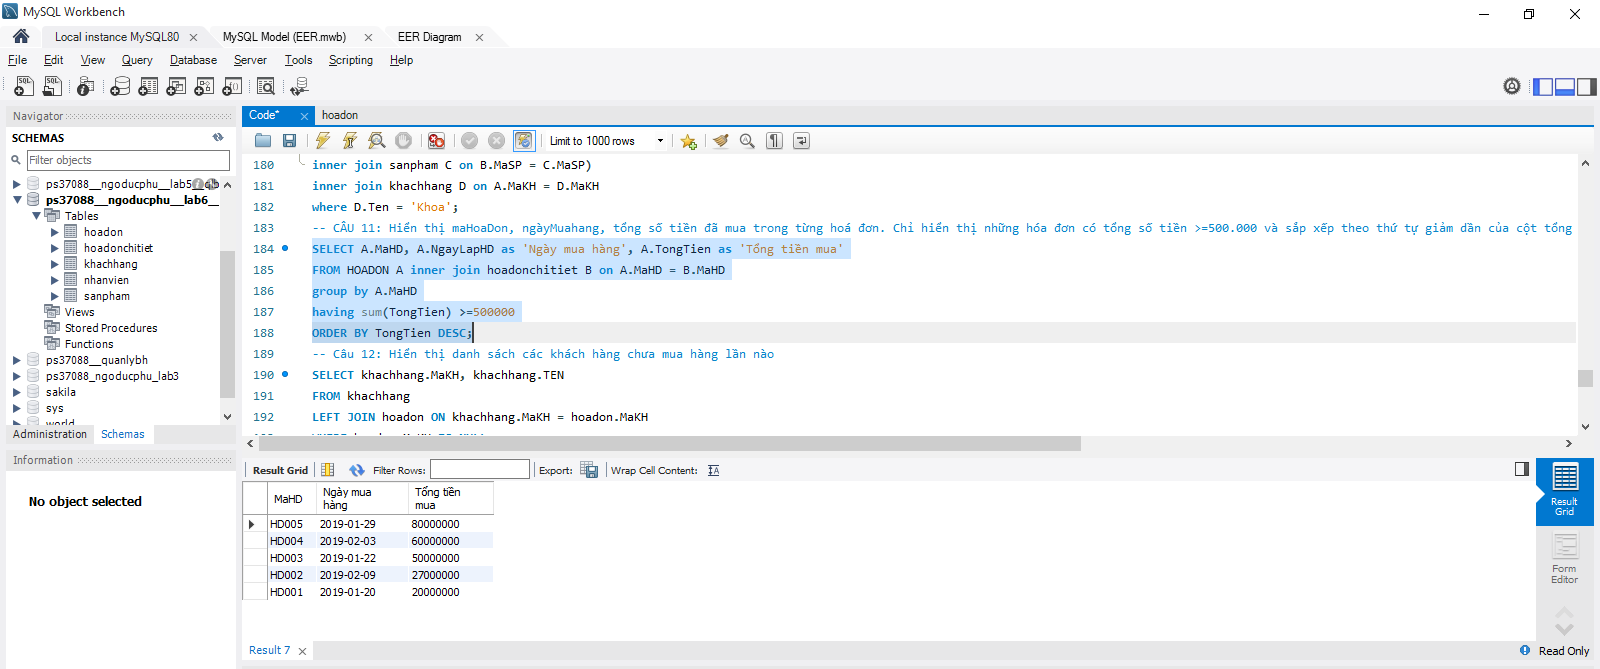 MySQL Workbench
Local instance MySQL80
MySQL Model (EER.mwb)
EER Diagram
File Edit View Query Database Server Tools Scripting Help
Navigator
SCHEMAS
Filter objects
ps37088__ngoducphu__lab6__
Tables
hoadon
hoadonchitiet
khachhang
nhanvien
sanpham
Views
Stored Procedures
Functions
ps37088__quanlybh
ps37088_ngoducphu_lab3
sakila
sys
world
Administration Schemas
Information
No object selected
Code*
hoadon
Limit to 1000 rows
180 inner join sanpham C on B.MaSP = C.MaSP)
181 inner join khachhang D on A.MaKH = D.MaKH
182 where D.Ten = 'Khoa';
183 -- CÂU 11: Hiển thị maHoaDon, ngàyMuahang, tổng số tiền đã mua trong từng hoá đơn. Chỉ hiển thị những hóa đơn có tổng số tiền >=500.000 và sắp xếp theo thứ tự giảm dần của cột tổng
184 SELECT A.MaHD, A.NgayLapHD as 'Ngày mua hàng', A.TongTien as 'Tổng tiền mua'
185 FROM HOADON A inner join hoadonchitiet B on A.MaHD = B.MaHD
186 group by A.MaHD
187 having sum(TongTien) >=500000
188 ORDER BY TongTien DESC;
189 -- Câu 12: Hiển thị danh sách các khách hàng chưa mua hàng lần nào
190 SELECT khachhang.MaKH, khachhang.TEN
191 FROM khachhang
192 LEFT JOIN hoadon ON khachhang.MaKH = hoadon.MaKH
Result Grid Filter Rows: Export: Wrap Cell Content:
MaHD Ngày mua hàng Tổng tiền mua
HD005 2019-01-29 80000000
HD004 2019-02-03 60000000
HD003 2019-01-22 50000000
HD002 2019-02-09 27000000
HD001 2019-01-20 20000000
Result Grid
Form Editor
Result 7
Read Only